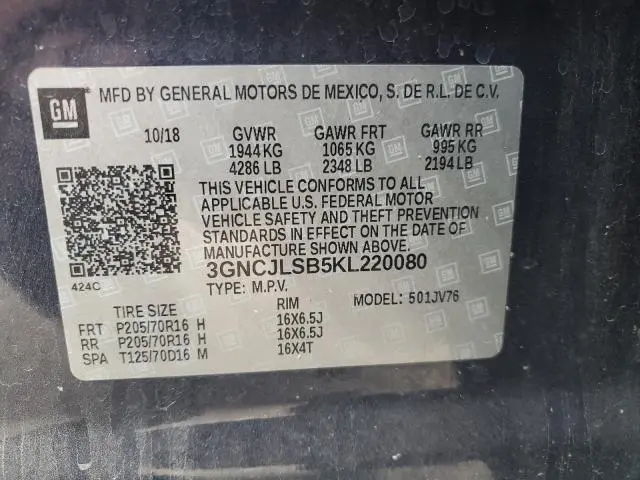 GM MFD BY GENERAL MOTORS DE MEXICO, S. DE R.L. DE C.V.
10/18 GVWR GAWR FRT GAWR RR
1944 KG 1065 KG 995 KG
4286 LB 2348 LB 2194 LB
THIS VEHICLE CONFORMS TO ALL
APPLICABLE U.S. FEDERAL MOTOR
VEHICLE SAFETY AND THEFT PREVENTION
STANDARDS IN EFFECT ON THE DATE OF
MANUFACTURE SHOWN ABOVE.
3GNCJLSB5KL220080
424C
TYPE: M.P.V. MODEL: 501JV76
TIRE SIZE RIM
FRT P205/70R16 H 16X6.5J
RR P205/70R16 H 16X6.5J
SPA T125/70D16 M 16X4T